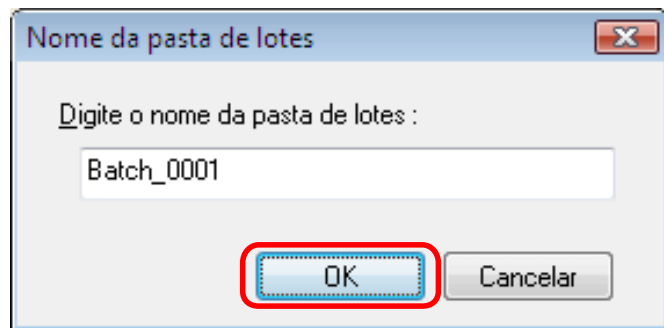 Nome da pasta de lotes
Digite o nome da pasta de lotes :
Batch_0001
OK Cancelar